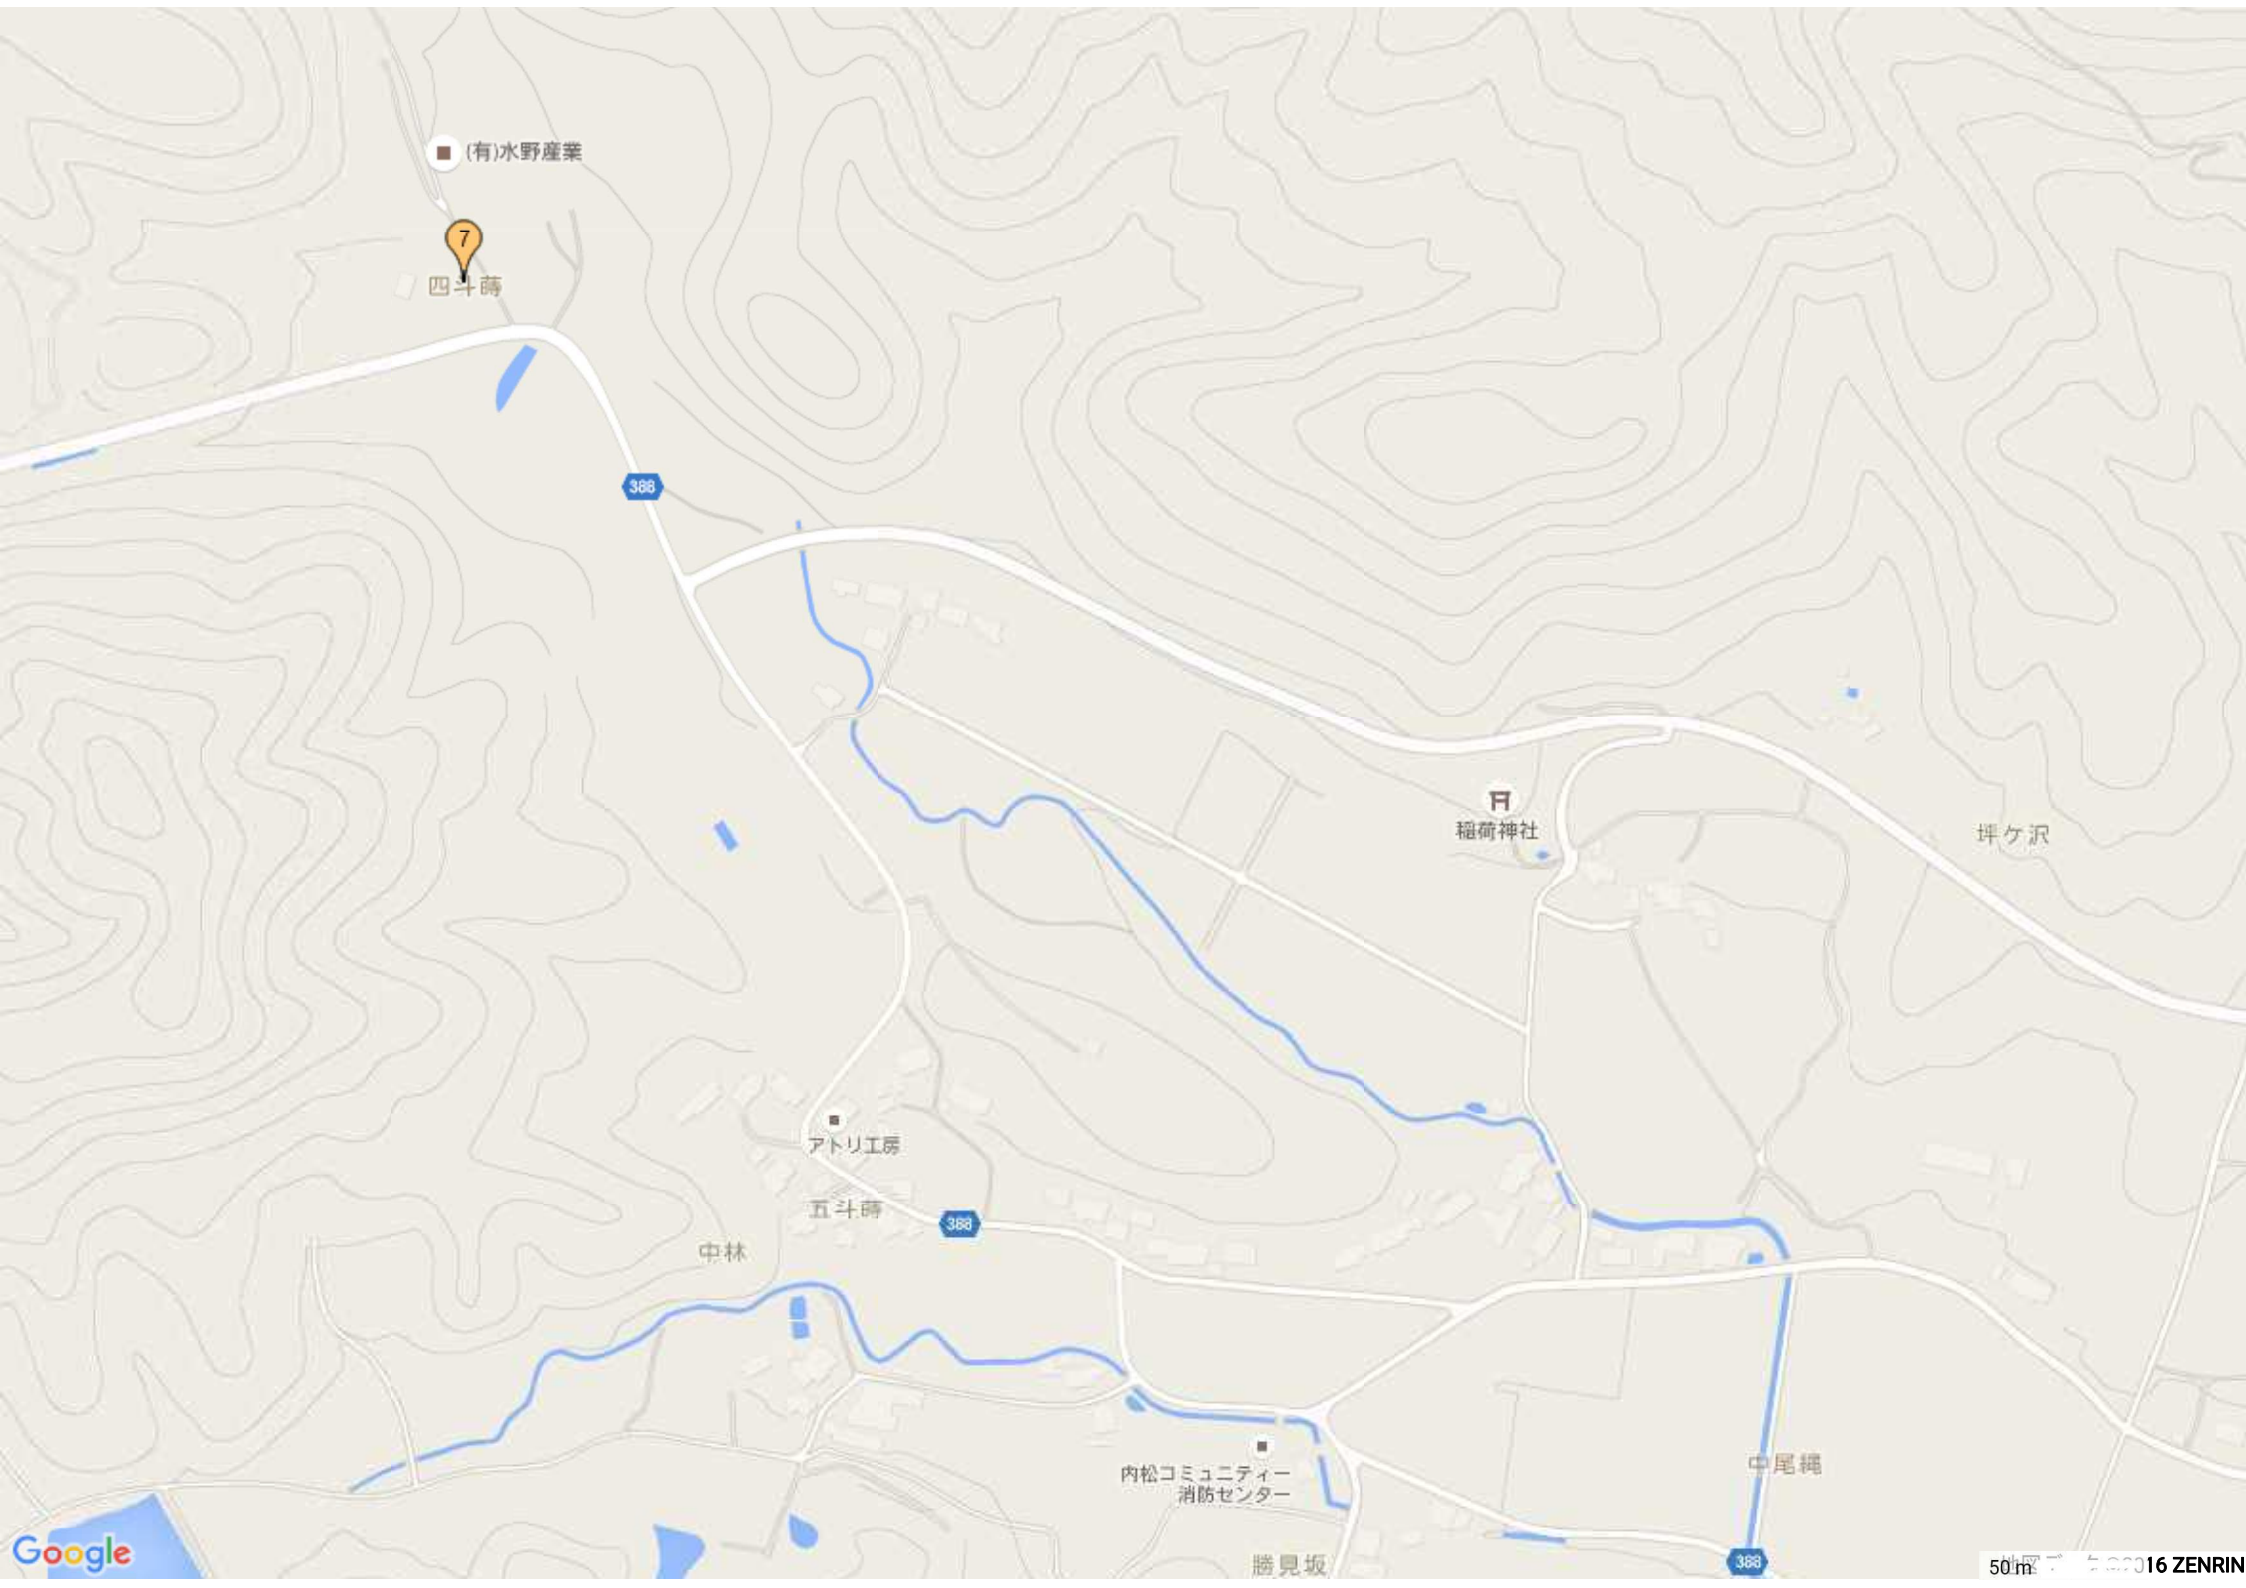 (有)水野産業
7
四斗蒔
388
稲荷神社
坪ケ沢
アトリ工房
五斗蒔
388
中林
内松コミュニティー
消防センター
中尾縄
勝見坂
388
Google
50 m
16 ZENRIN